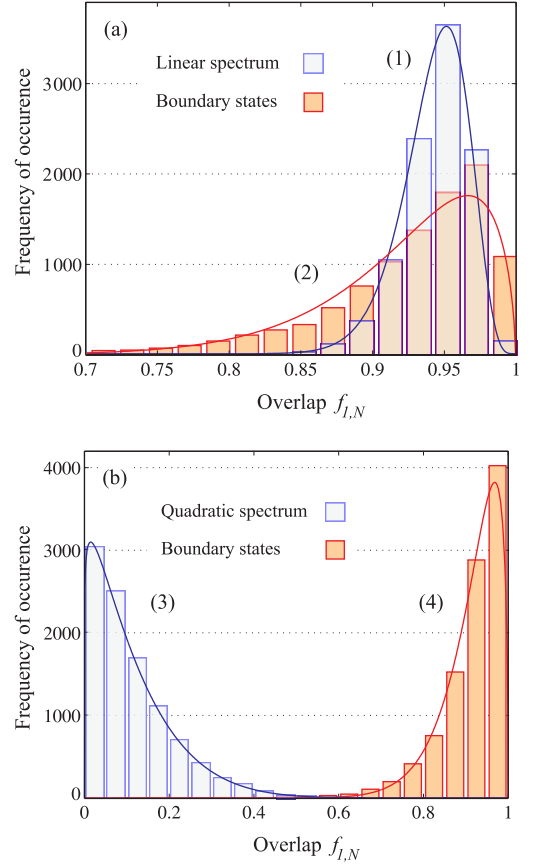 (a)
Linear spectrum
Boundary states
(1)
(2)
Frequency of occurence
3000
2000
1000
0
0.7
0.75
0.8
0.85
0.9
0.95
1
Overlap f1,N
(b)
Quadratic spectrum
Boundary states
(3)
(4)
Frequency of occurence
4000
3000
2000
1000
0
0
0.2
0.4
0.6
0.8
1
Overlap f1,N